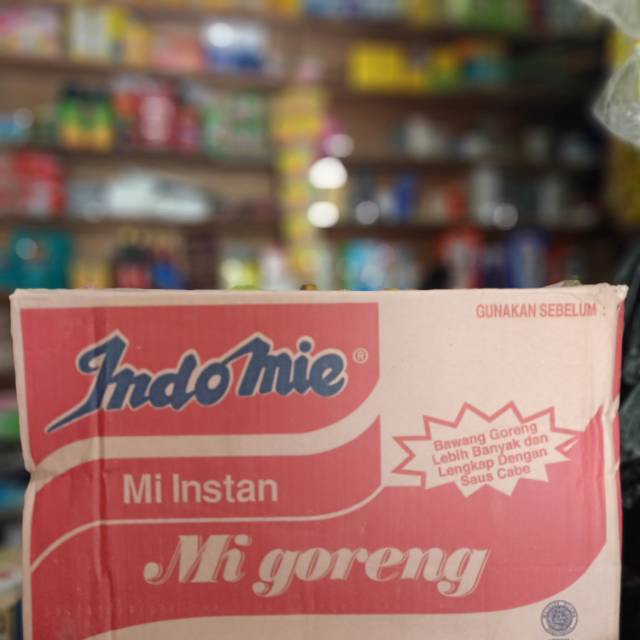 GUNAKAN SEBELUM :
Indomie®
Bawang Goreng
Lebih Banyak dan
Lengkap Dengan
Saus Cabe
Mi Instan
Mi goreng